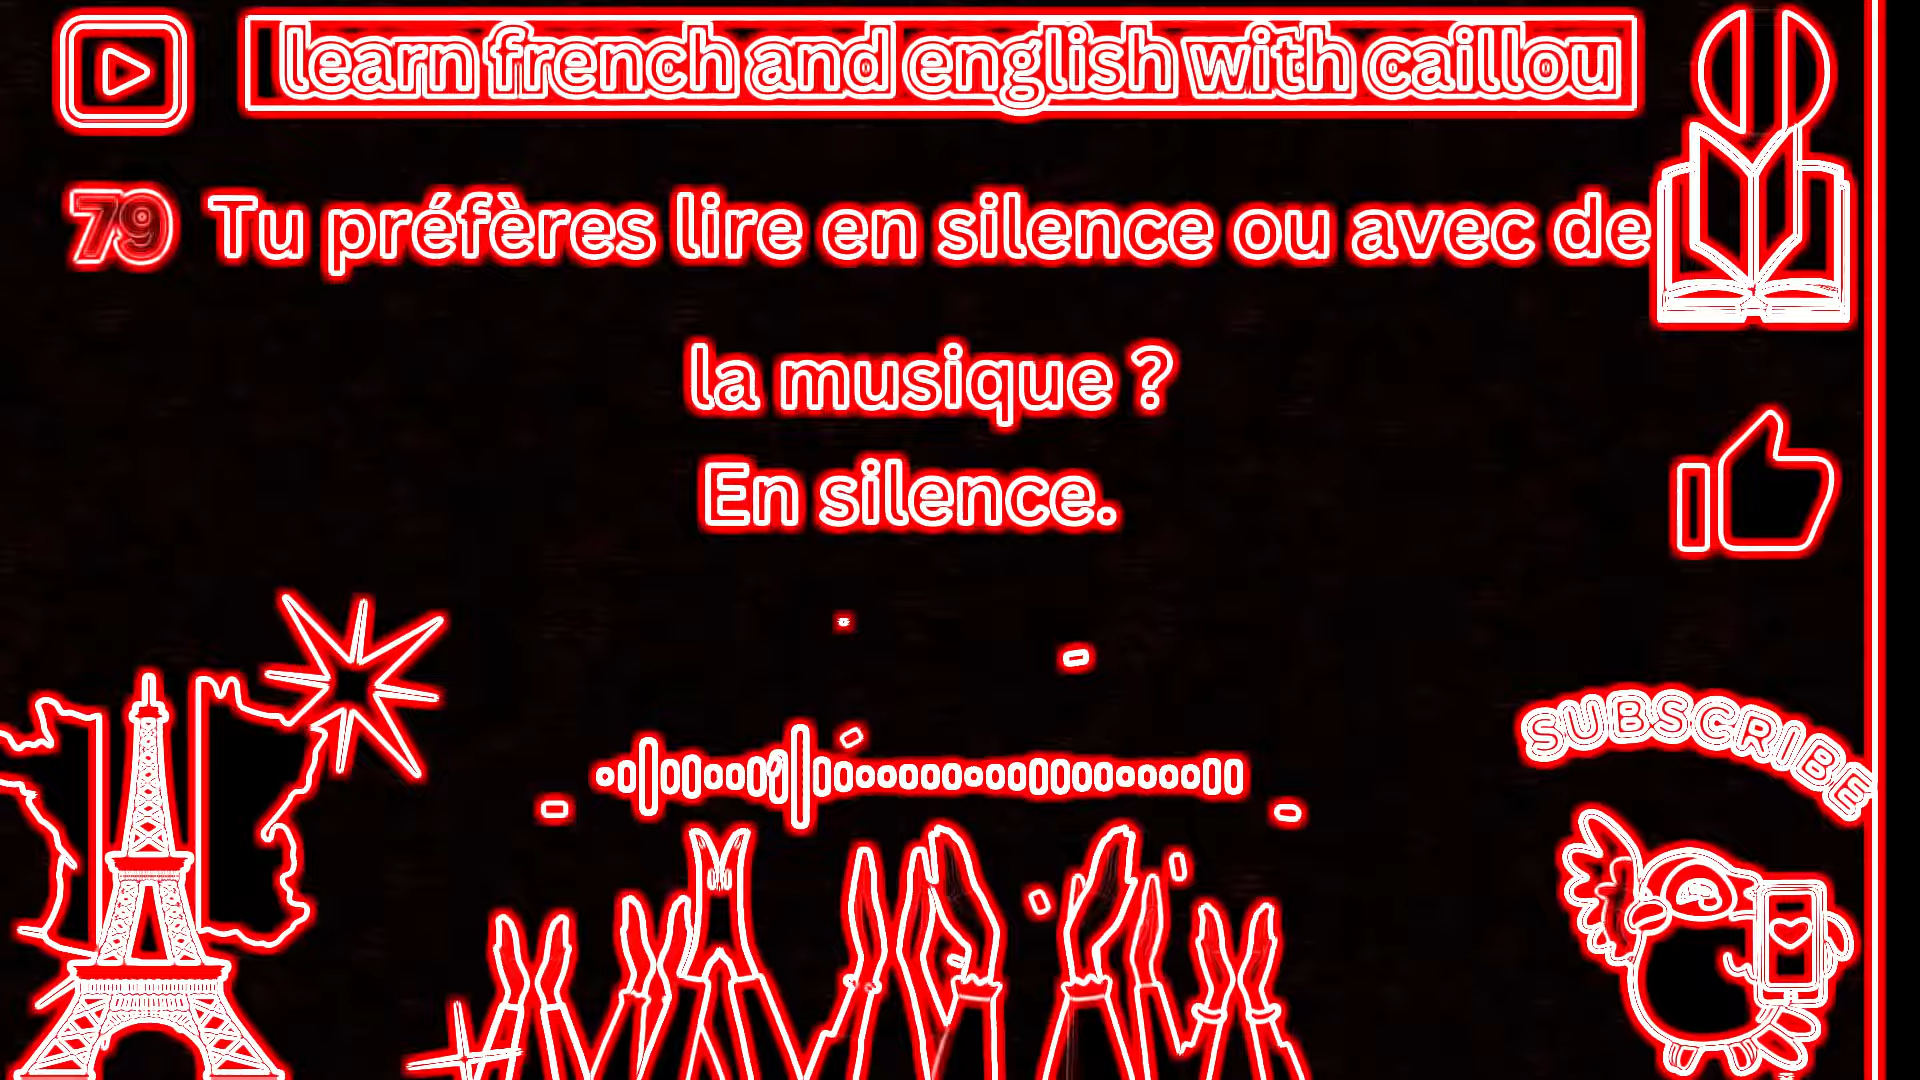 learn french and english with caillou
79 Tu préfères lire en silence ou avec de
la musique ?
En silence.
SUBSCRIBE